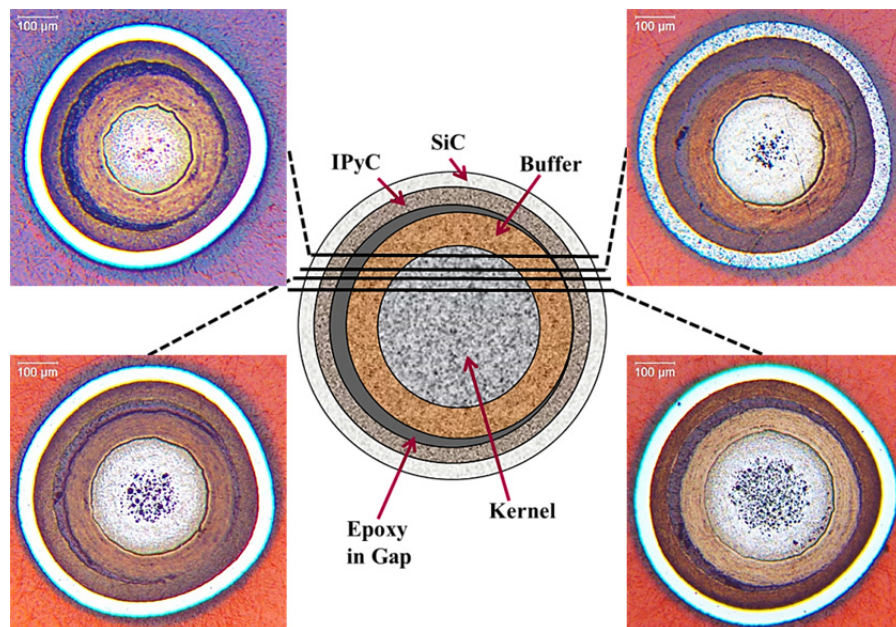 100 µm
100 µm
SiC
IPyC
Buffer
100 µm
100 µm
Kernel
Epoxy
in Gap